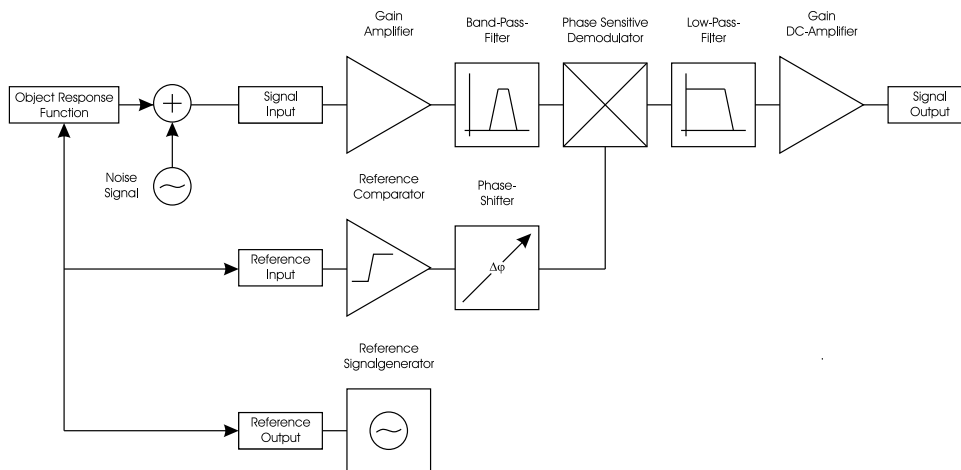 Gain
Amplifier
Band-Pass-
Filter
Phase Sensitive
Demodulator
Low-Pass-
Filter
Gain
DC-Amplifier
Object Response
Function
Signal
Input
Signal
Output
Noise
Signal
Reference
Comparator
Phase-
Shifter
Reference
Input
Δφ
Reference
Signalgenerator
Reference
Output